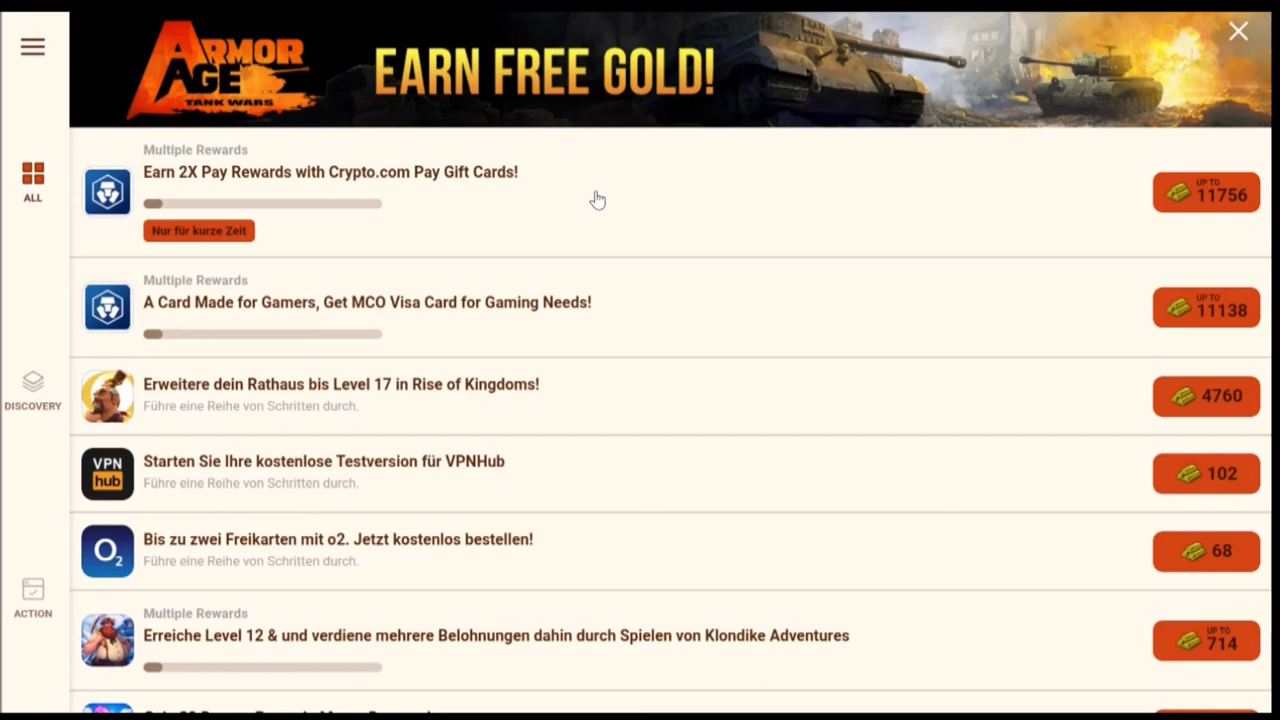 ARMOR
AGE
TANK WARS
EARN FREE GOLD!
ALL
DISCOVERY
ACTION
Multiple Rewards
Earn 2X Pay Rewards with Crypto.com Pay Gift Cards!
Nur für kurze Zeit
UP TO
11756
Multiple Rewards
A Card Made for Gamers, Get MCO Visa Card for Gaming Needs!
UP TO
11138
Erweitere dein Rathaus bis Level 17 in Rise of Kingdoms!
Führe eine Reihe von Schritten durch.
4760
VPN
hub
Starten Sie Ihre kostenlose Testversion für VPNHub
Führe eine Reihe von Schritten durch.
102
O2
Bis zu zwei Freikarten mit o2. Jetzt kostenlos bestellen!
Führe eine Reihe von Schritten durch.
68
Multiple Rewards
Erreiche Level 12 & und verdiene mehrere Belohnungen dahin durch Spielen von Klondike Adventures
UP TO
714